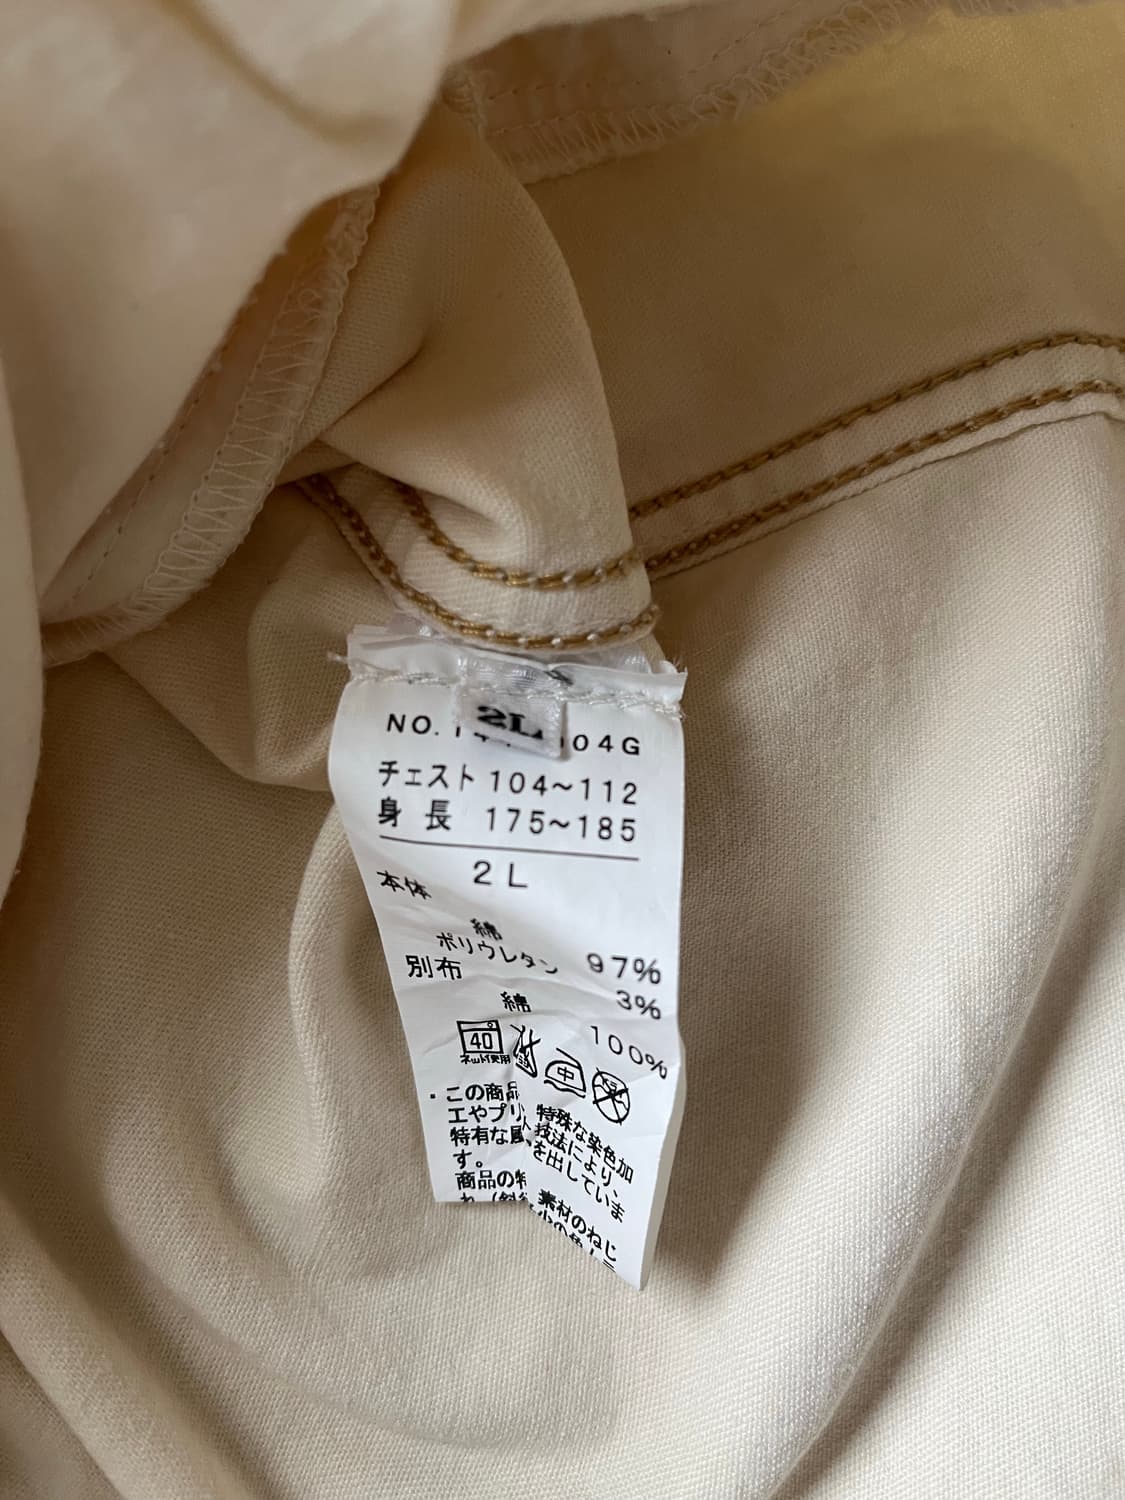 2L
NO. 04G
チェスト 104～112
身長 175～185
2L
本体
綿 97%
ポリウレタン 3%
別布
綿 100%
40
ネット使用
中
・この商品 特殊な染色加
工やプリ 技法により、
特有な風 を出していま
す。
商品の特 素材のねじ
れ